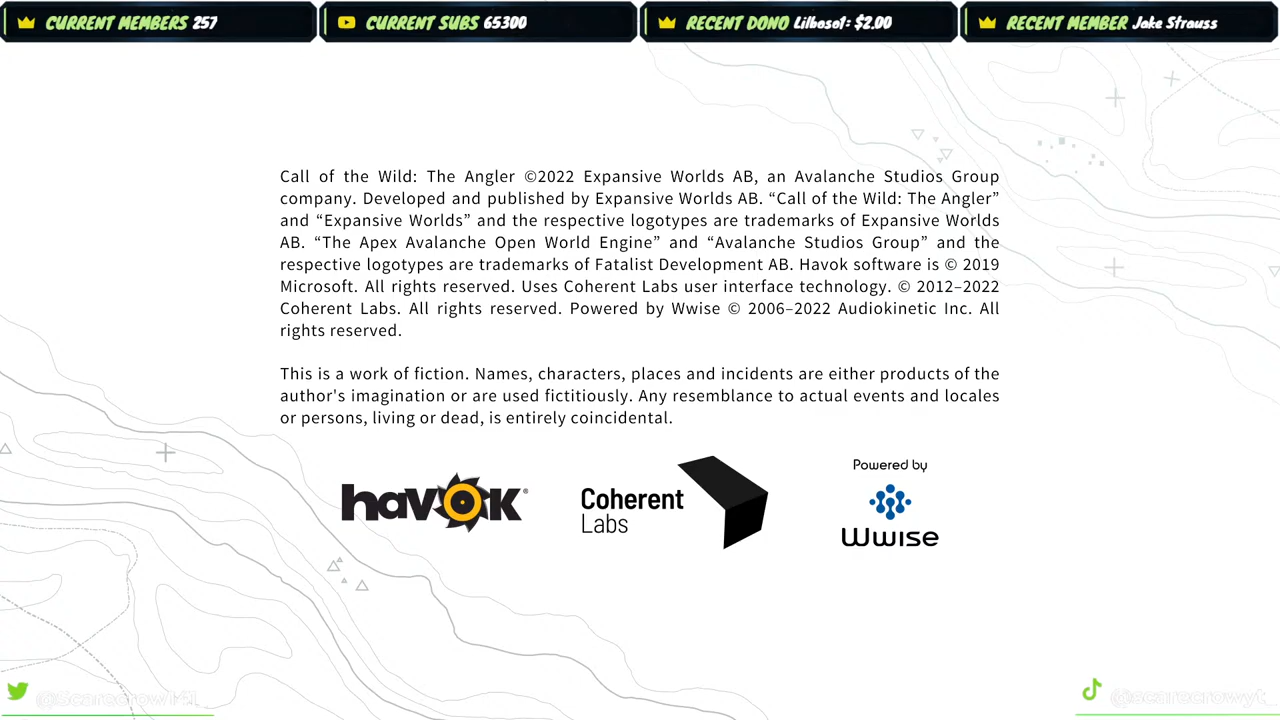 CURRENT MEMBERS 257
CURRENT SUBS 65300
RECENT DONO Lilbosof: $2.00
RECENT MEMBER Jake Strauss
Call of the Wild: The Angler ©2022 Expansive Worlds AB, an Avalanche Studios Group
company. Developed and published by Expansive Worlds AB. “Call of the Wild: The Angler”
and “Expansive Worlds” and the respective logotypes are trademarks of Expansive Worlds
AB. “The Apex Avalanche Open World Engine” and “Avalanche Studios Group” and the
respective logotypes are trademarks of Fatalist Development AB. Havok software is © 2019
Microsoft. All rights reserved. Uses Coherent Labs user interface technology. © 2012–2022
Coherent Labs. All rights reserved. Powered by Wwise © 2006–2022 Audiokinetic Inc. All
rights reserved.
This is a work of fiction. Names, characters, places and incidents are either products of the
author's imagination or are used fictitiously. Any resemblance to actual events and locales
or persons, living or dead, is entirely coincidental.
havok®
Coherent
Labs
Powered by
Wwise
@Scarecrow141
@scarecrowyt